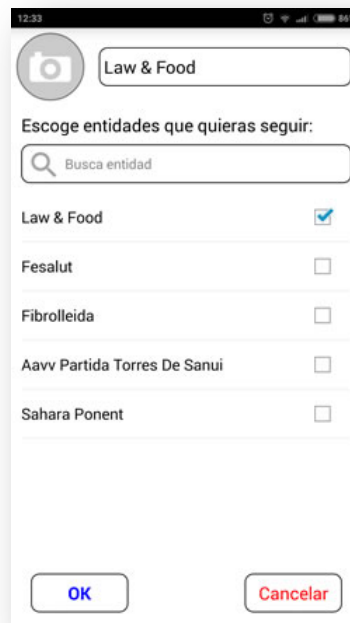 12:33 86
Law & Food
Escoge entidades que quieras seguir:
Busca entidad
Law & Food
Fesalut
Fibrolleida
Aavv Partida Torres De Sanui
Sahara Ponent
OK Cancelar